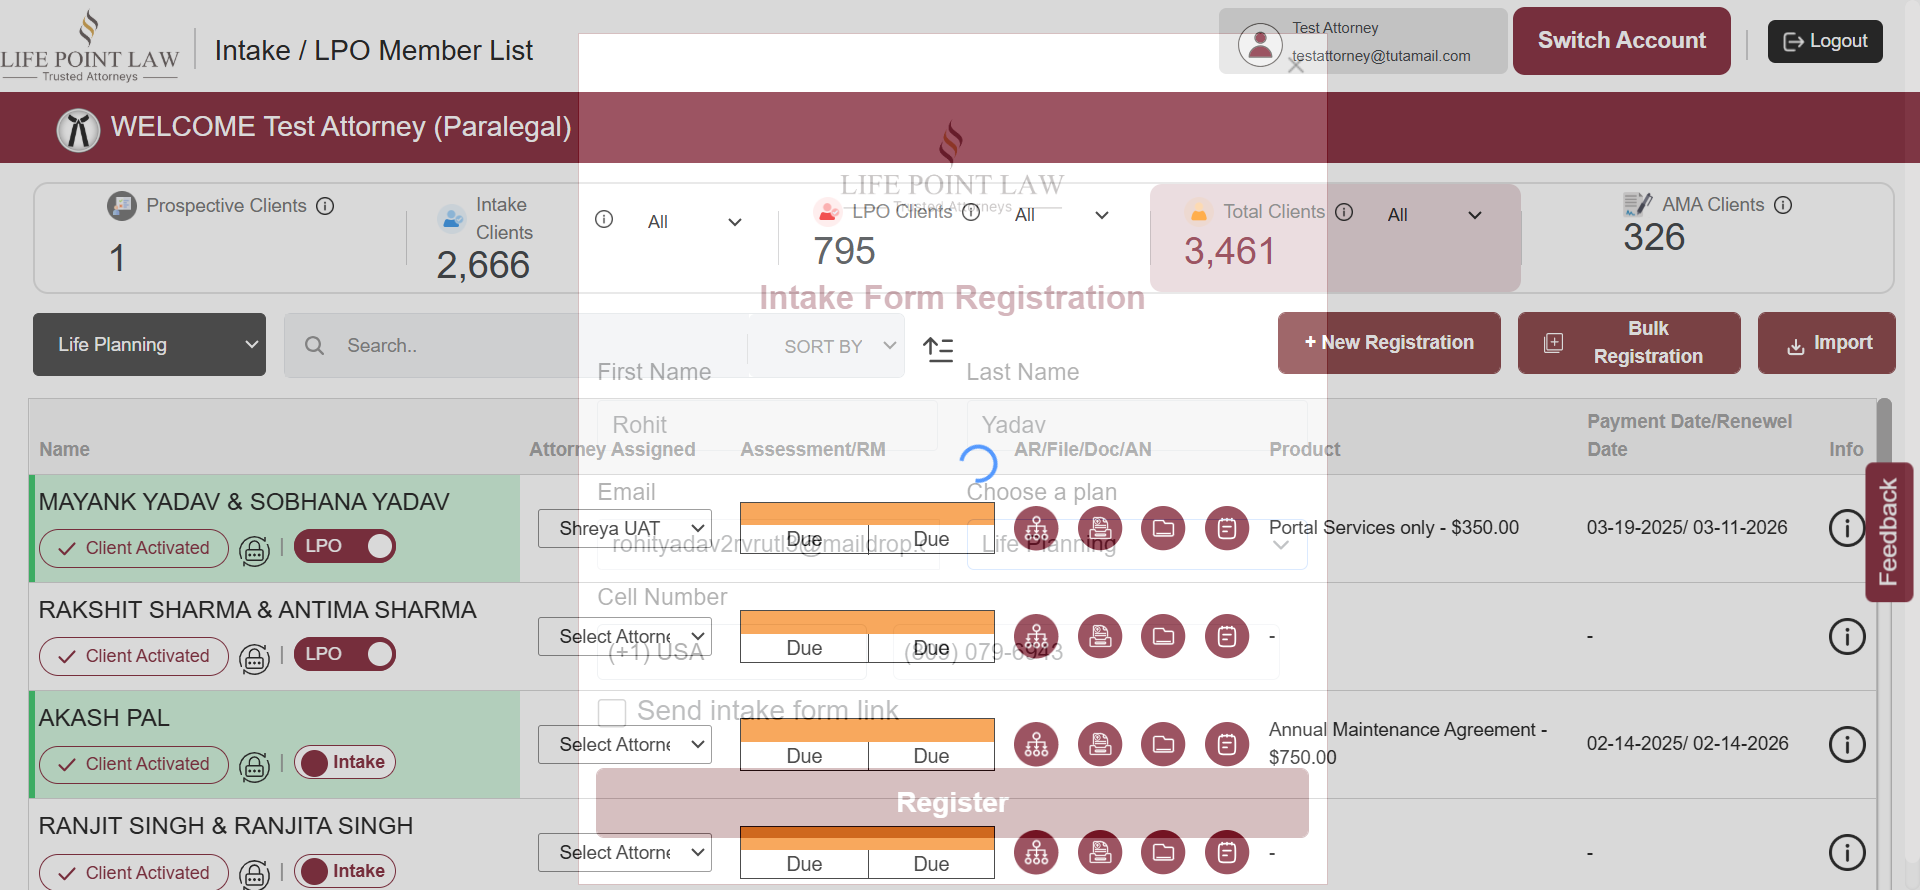 LIFE POINT LAW
Trusted Attorneys
Intake / LPO Member List
Test Attorney
testattorney@tutamail.com
Switch Account
Logout
WELCOME Test Attorney (Paralegal)
Prospective Clients
1
Intake
Clients
2,666
All
LPO Clients
All
795
Total Clients
All
3,461
AMA Clients
326
LIFE POINT LAW
Trusted Attorneys
Intake Form Registration
Life Planning
Search..
SORT BY
+ New Registration
Bulk
Registration
Import
First Name
Last Name
Rohit
Yadav
Name
Attorney Assigned
Assessment/RM
AR/File/Doc/AN
Product
Payment Date/Renewel
Date
Info
Email
Choose a plan
Life Planning
Cell Number
(+1) USA
(809) 079-6943
Send intake form link
Register
MAYANK YADAV & SOBHANA YADAV
Client Activated
LPO
Shreya UAT
Due
Due
Portal Services only - $350.00
03-19-2025/ 03-11-2026
RAKSHIT SHARMA & ANTIMA SHARMA
Client Activated
LPO
Select Attorne
Due
Due
-
-
AKASH PAL
Client Activated
Intake
Select Attorne
Due
Due
Annual Maintenance Agreement -
$750.00
02-14-2025/ 02-14-2026
RANJIT SINGH & RANJITA SINGH
Client Activated
Intake
Select Attorne
Due
Due
-
-
Feedback